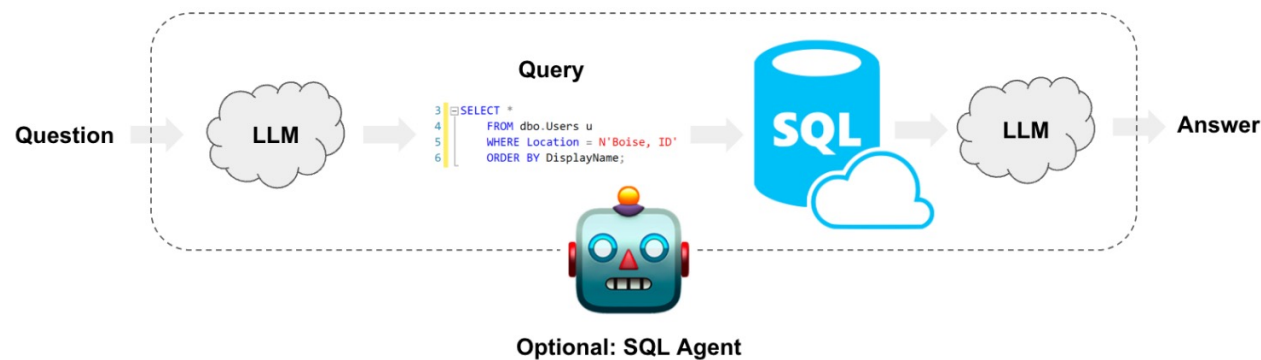 Question
LLM
Query
3 SELECT *
4 FROM dbo.Users u
5 WHERE Location = N'Boise, ID'
6 ORDER BY DisplayName;
SQL
LLM
Answer
Optional: SQL Agent